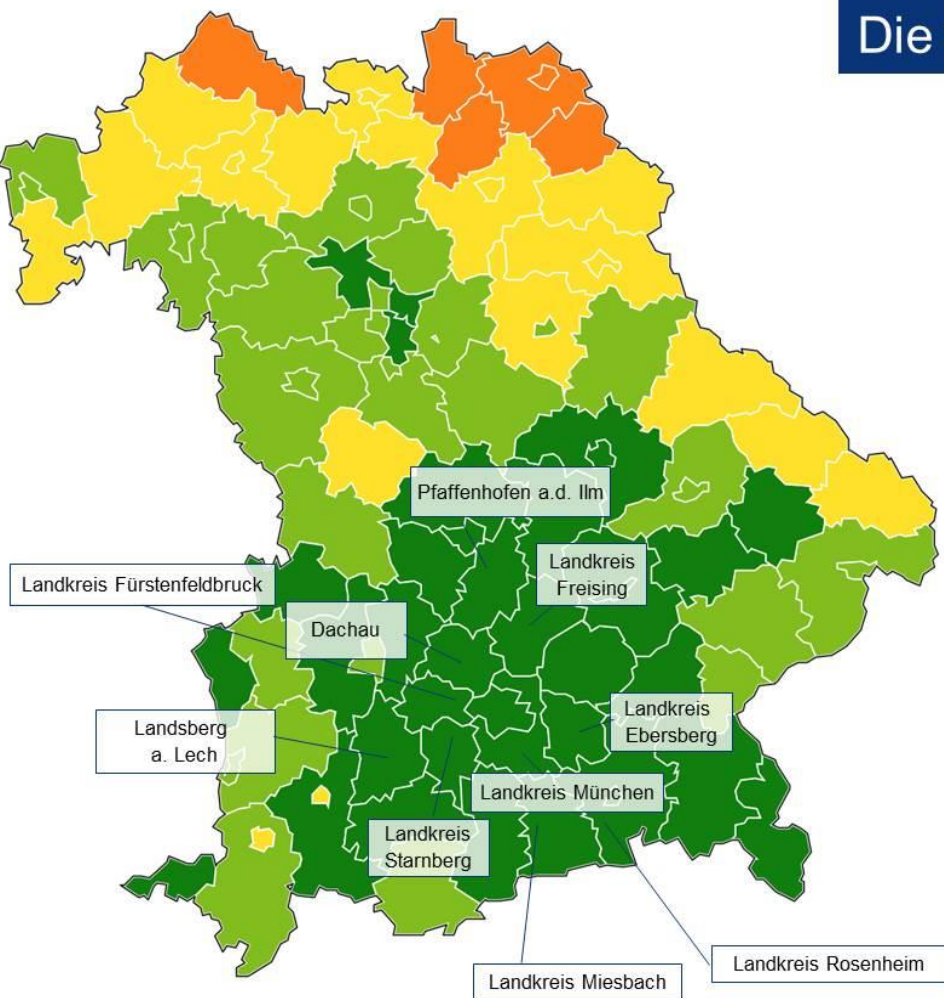 Die
Pfaffenhofen a.d. Ilm
Landkreis
Freising
Landkreis Fürstenfeldbruck
Dachau
Landkreis
Ebersberg
Landsberg
a. Lech
Landkreis München
Landkreis
Starnberg
Landkreis Rosenheim
Landkreis Miesbach